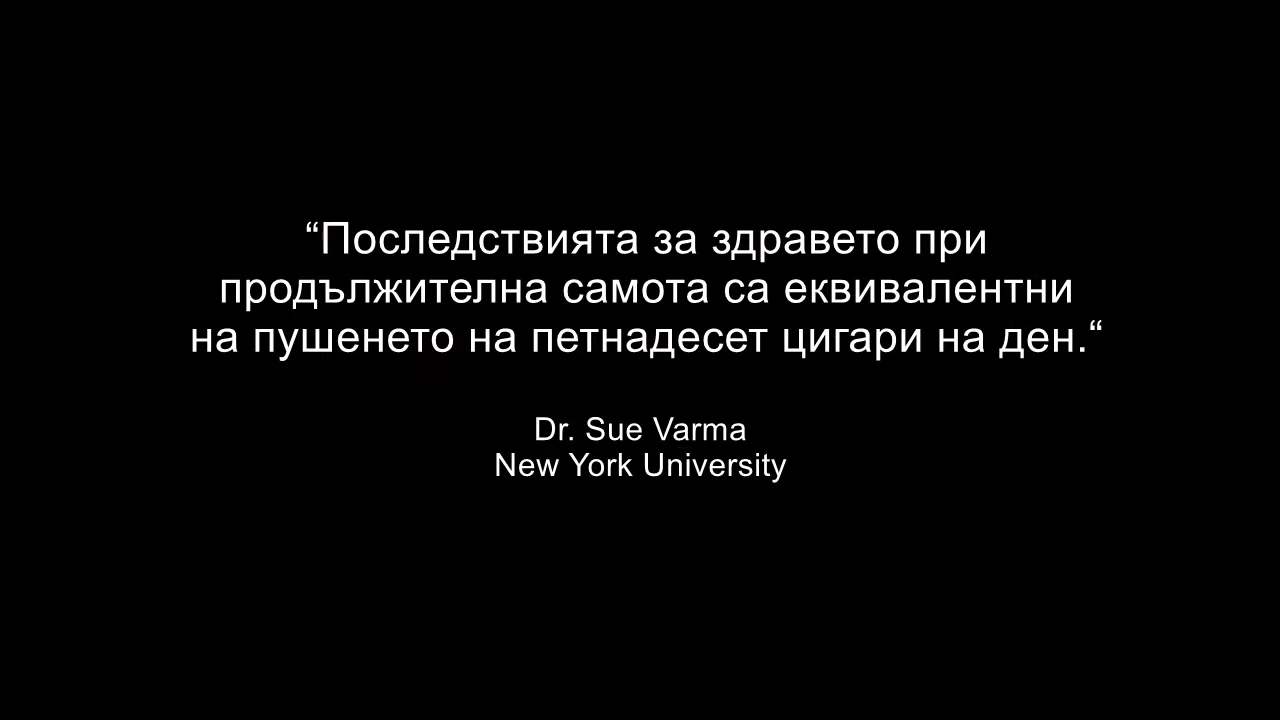 “Последствията за здравето при
продължителна самота са еквивалентни
на пушенето на петнадесет цигари на ден.“
Dr. Sue Varma
New York University